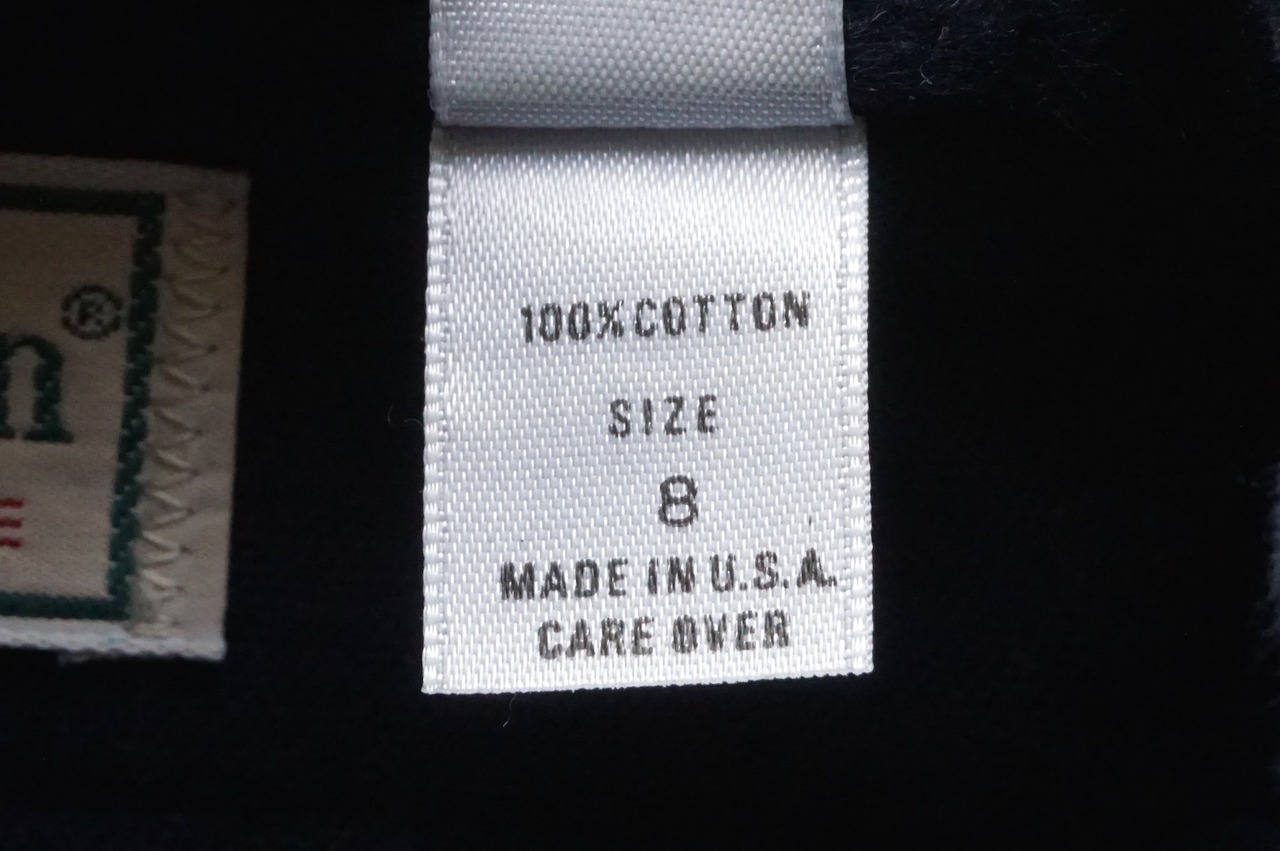 n®
100% COTTON
SIZE
8
MADE IN U.S.A.
CARE OVER